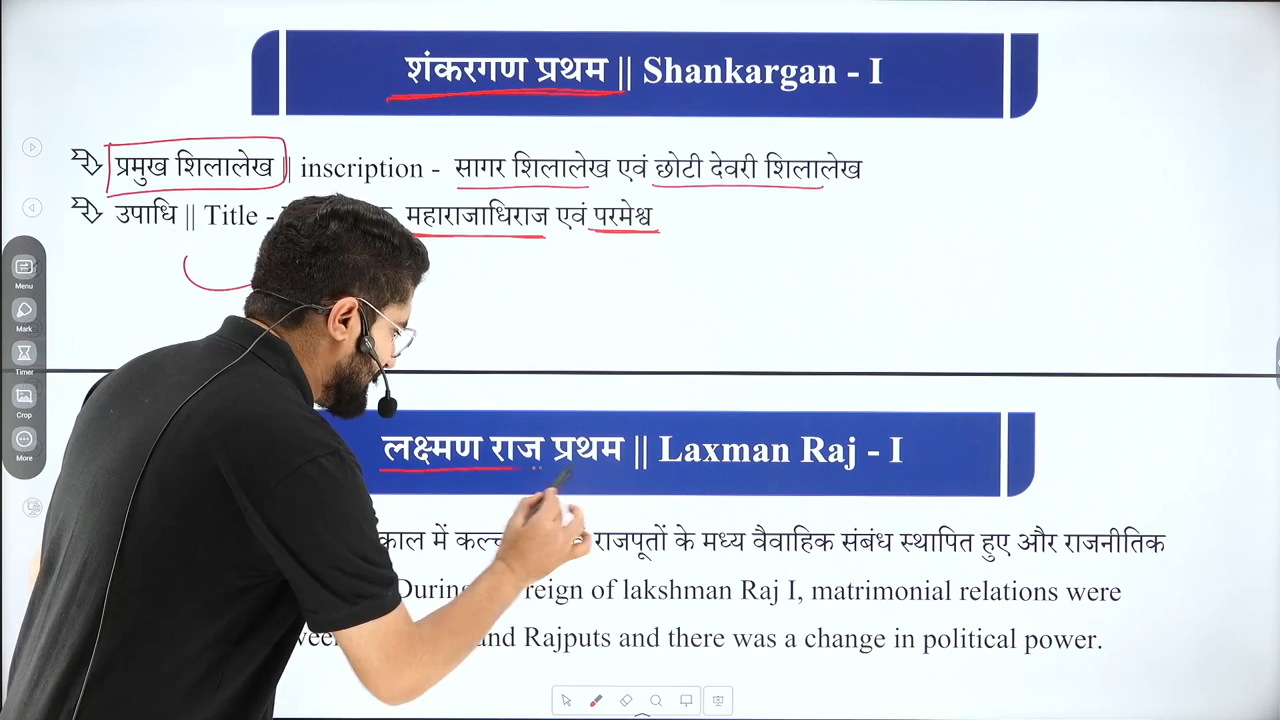 शंकरगण प्रथम || Shankargan - I
प्रमुख शिलालेख | inscription - सागर शिलालेख एवं छोटी देवरी शिलालेख
उपाधि || Title - महाराजाधिराज एवं परमेश्व
Menu
Mark
Timer
Crop
More
लक्ष्मण राज प्रथम || Laxman Raj - I
काल में राजपूतों के मध्य वैवाहिक संबंध स्थापित हुए और राजनीतिक
During reign of lakshman Raj I, matrimonial relations were
and Rajputs and there was a change in political power.